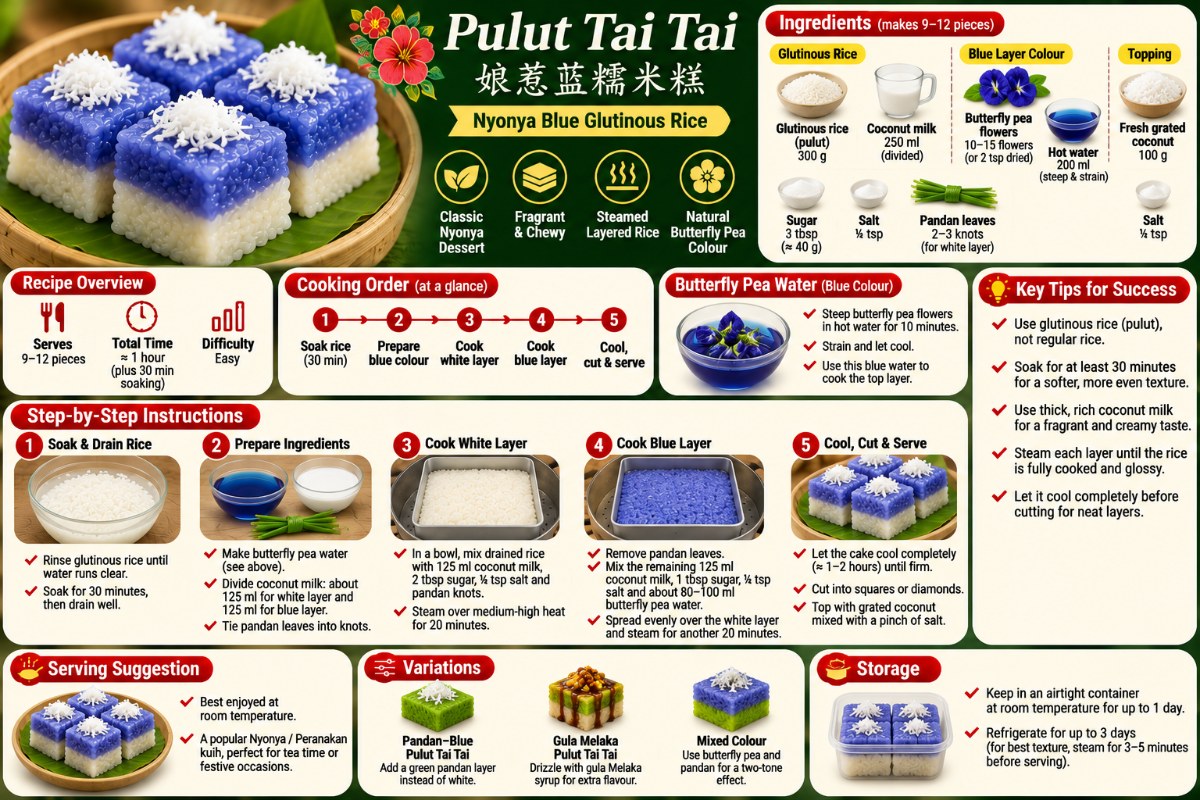 Pulut Tai Tai
娘惹蓝糯米糕
Nyonya Blue Glutinous Rice
Classic
Nyonya
Dessert
Fragrant
& Chewy
Steamed
Layered Rice
Natural
Butterfly Pea
Colour
Ingredients (makes 9–12 pieces)
Glutinous Rice
Glutinous rice
(pulut)
300 g
Coconut milk
250 ml
(divided)
Sugar
3 tbsp
(≈ 40 g)
Salt
½ tsp
Pandan leaves
2–3 knots
(for white layer)
Blue Layer Colour
Butterfly pea
flowers
10–15 flowers
(or 2 tsp dried)
Hot water
200 ml
(steep & strain)
Topping
Fresh grated
coconut
100 g
Salt
¼ tsp
Recipe Overview
Serves
9–12 pieces
Total Time
≈ 1 hour
(plus 30 min
soaking)
Difficulty
Easy
Cooking Order (at a glance)
1
Soak rice
(30 min)
2
Prepare
blue colour
3
Cook
white layer
4
Cook
blue layer
5
Cool,
cut & serve
Butterfly Pea Water (Blue Colour)
Steep butterfly pea flowers
in hot water for 10 minutes.
Strain and let cool.
Use this blue water to
cook the top layer.
Key Tips for Success
Use glutinous rice (pulut),
not regular rice.
Soak for at least 30 minutes
for a softer, more even texture.
Use thick, rich coconut milk
for a fragrant and creamy taste.
Steam each layer until the rice
is fully cooked and glossy.
Let it cool completely before
cutting for neat layers.
Step-by-Step Instructions
1 Soak & Drain Rice
Rinse glutinous rice until
water runs clear.
Soak for 30 minutes,
then drain well.
2 Prepare Ingredients
Make butterfly pea water
(see above).
Divide coconut milk: about
125 ml for white layer and
125 ml for blue layer.
Tie pandan leaves into knots.
3 Cook White Layer
In a bowl, mix drained rice
with 125 ml coconut milk,
2 tbsp sugar, ½ tsp salt and
pandan knots.
Steam over medium-high heat
for 20 minutes.
4 Cook Blue Layer
Remove pandan leaves.
Mix the remaining 125 ml
coconut milk, 1 tbsp sugar, ½ tsp
salt and about 80–100 ml
butterfly pea water.
Spread evenly over the white layer
and steam for another 20 minutes.
5 Cool, Cut & Serve
Let the cake cool completely
(≈ 1–2 hours) until firm.
Cut into squares or diamonds.
Top with grated coconut
mixed with a pinch of salt.
Serving Suggestion
Best enjoyed at
room temperature.
A popular Nyonya / Peranakan
kuih, perfect for tea time or
festive occasions.
Variations
Pandan–Blue
Pulut Tai Tai
Add a green pandan layer
instead of white.
Gula Melaka
Pulut Tai Tai
Drizzle with gula Melaka
syrup for extra flavour.
Mixed Colour
Use butterfly pea and
pandan for a two-tone
effect.
Storage
Keep in an airtight container
at room temperature for up to 1 day.
Refrigerate for up to 3 days
(for best texture, steam for 3–5 minutes
before serving).